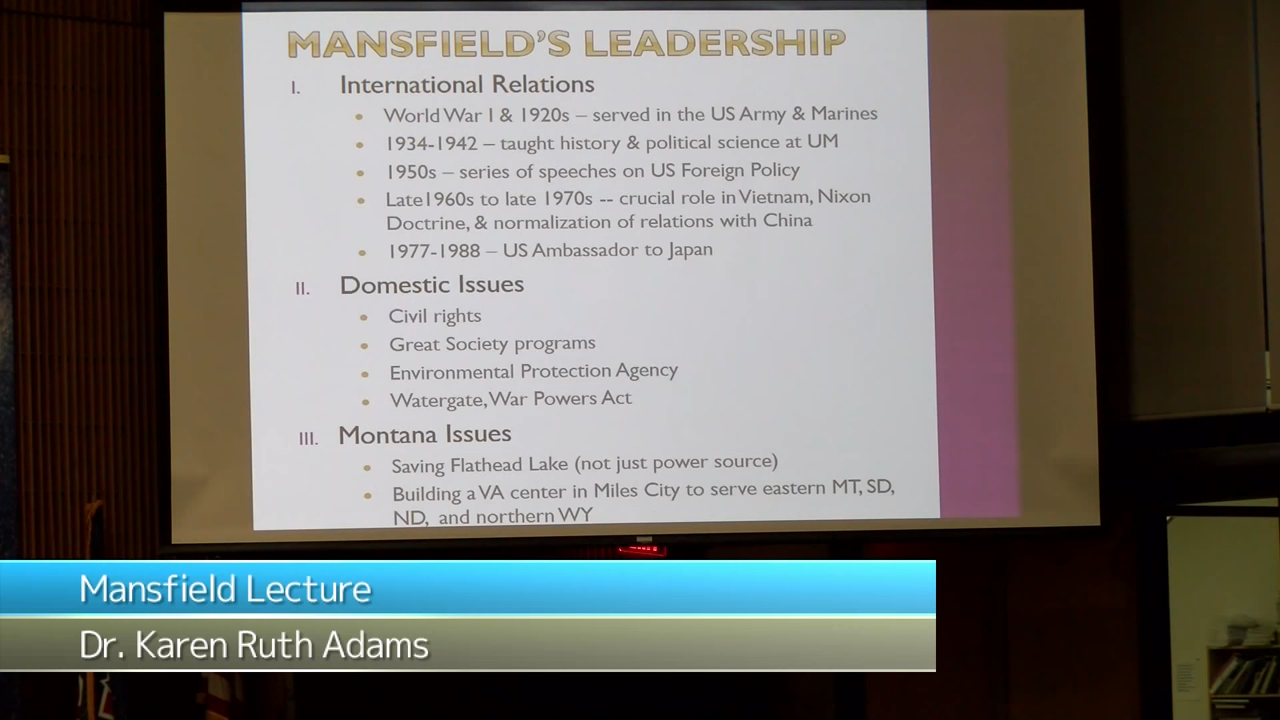 MANSFIELD'S LEADERSHIP
I. International Relations
• World War I & 1920s – served in the US Army & Marines
• 1934-1942 – taught history & political science at UM
• 1950s – series of speeches on US Foreign Policy
• Late1960s to late 1970s -- crucial role in Vietnam, Nixon
Doctrine, & normalization of relations with China
• 1977-1988 – US Ambassador to Japan
II. Domestic Issues
• Civil rights
• Great Society programs
• Environmental Protection Agency
• Watergate, War Powers Act
III. Montana Issues
• Saving Flathead Lake (not just power source)
• Building a VA center in Miles City to serve eastern MT, SD,
ND, and northern WY
Mansfield Lecture
Dr. Karen Ruth Adams